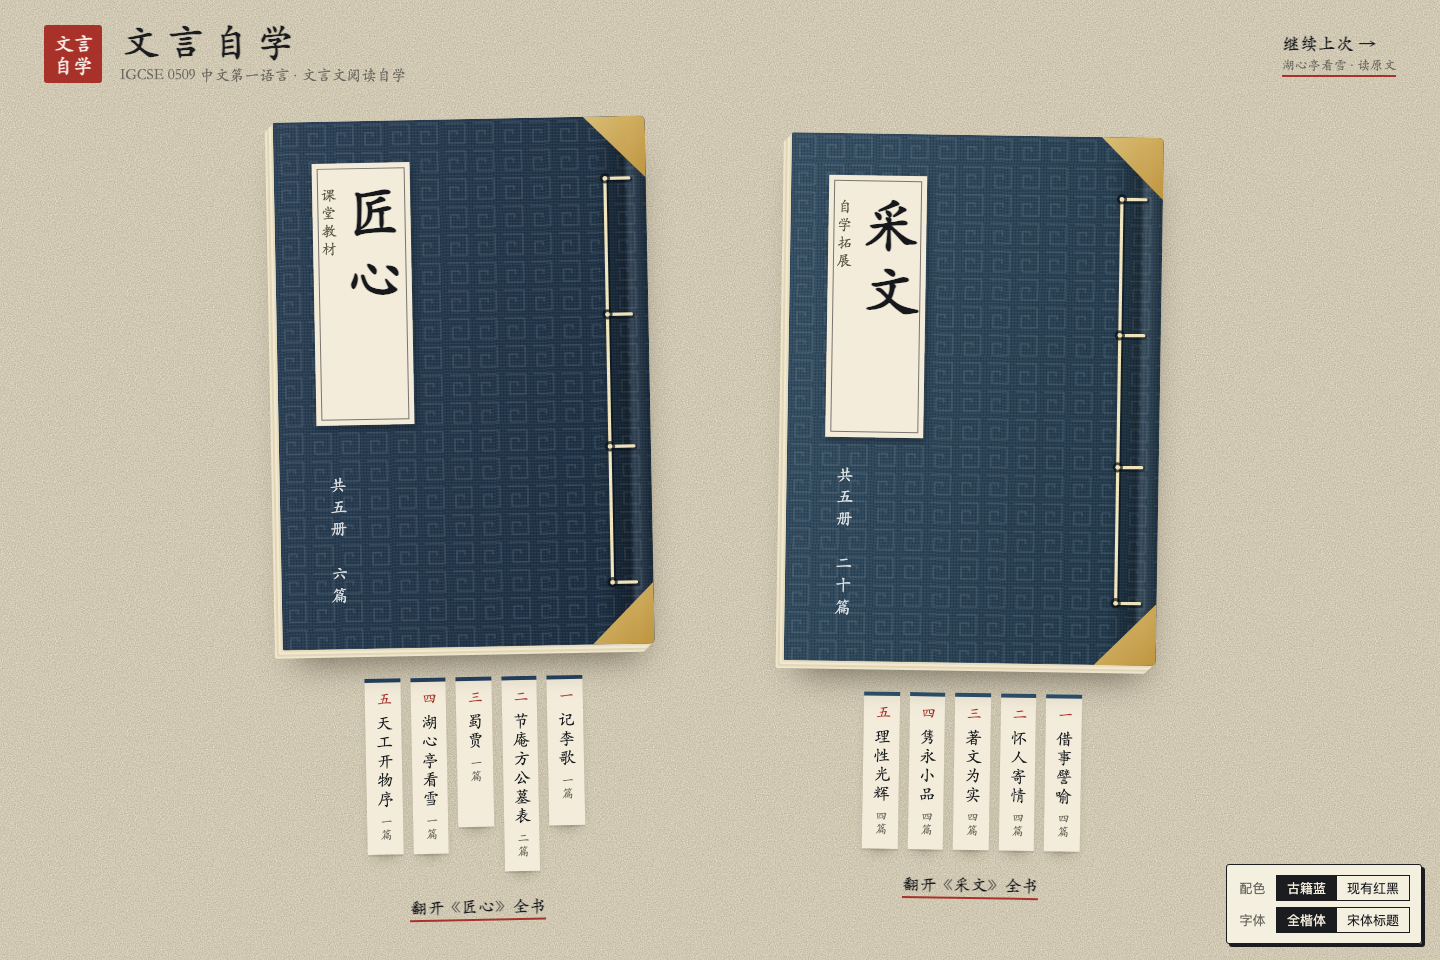 文言
自学
文言自学
IGCSE 0509 中文第一语言 · 文言文阅读自学
继续上次 →
湖心亭看雪 · 读原文
匠心
课堂教材
共五册 六篇
采文
自学拓展
共五册 二十篇
一 记李歌 一篇
二 节庵方公墓表 二篇
三 蜀贾 一篇
四 湖心亭看雪 一篇
五 天工开物序 一篇
翻开《匠心》全书
一 借事譬喻 四篇
二 怀人寄情 四篇
三 著文为实 四篇
四 隽永小品 四篇
五 理性光辉 四篇
翻开《采文》全书
配色 古籍蓝 现有红黑
字体 全楷体 宋体标题